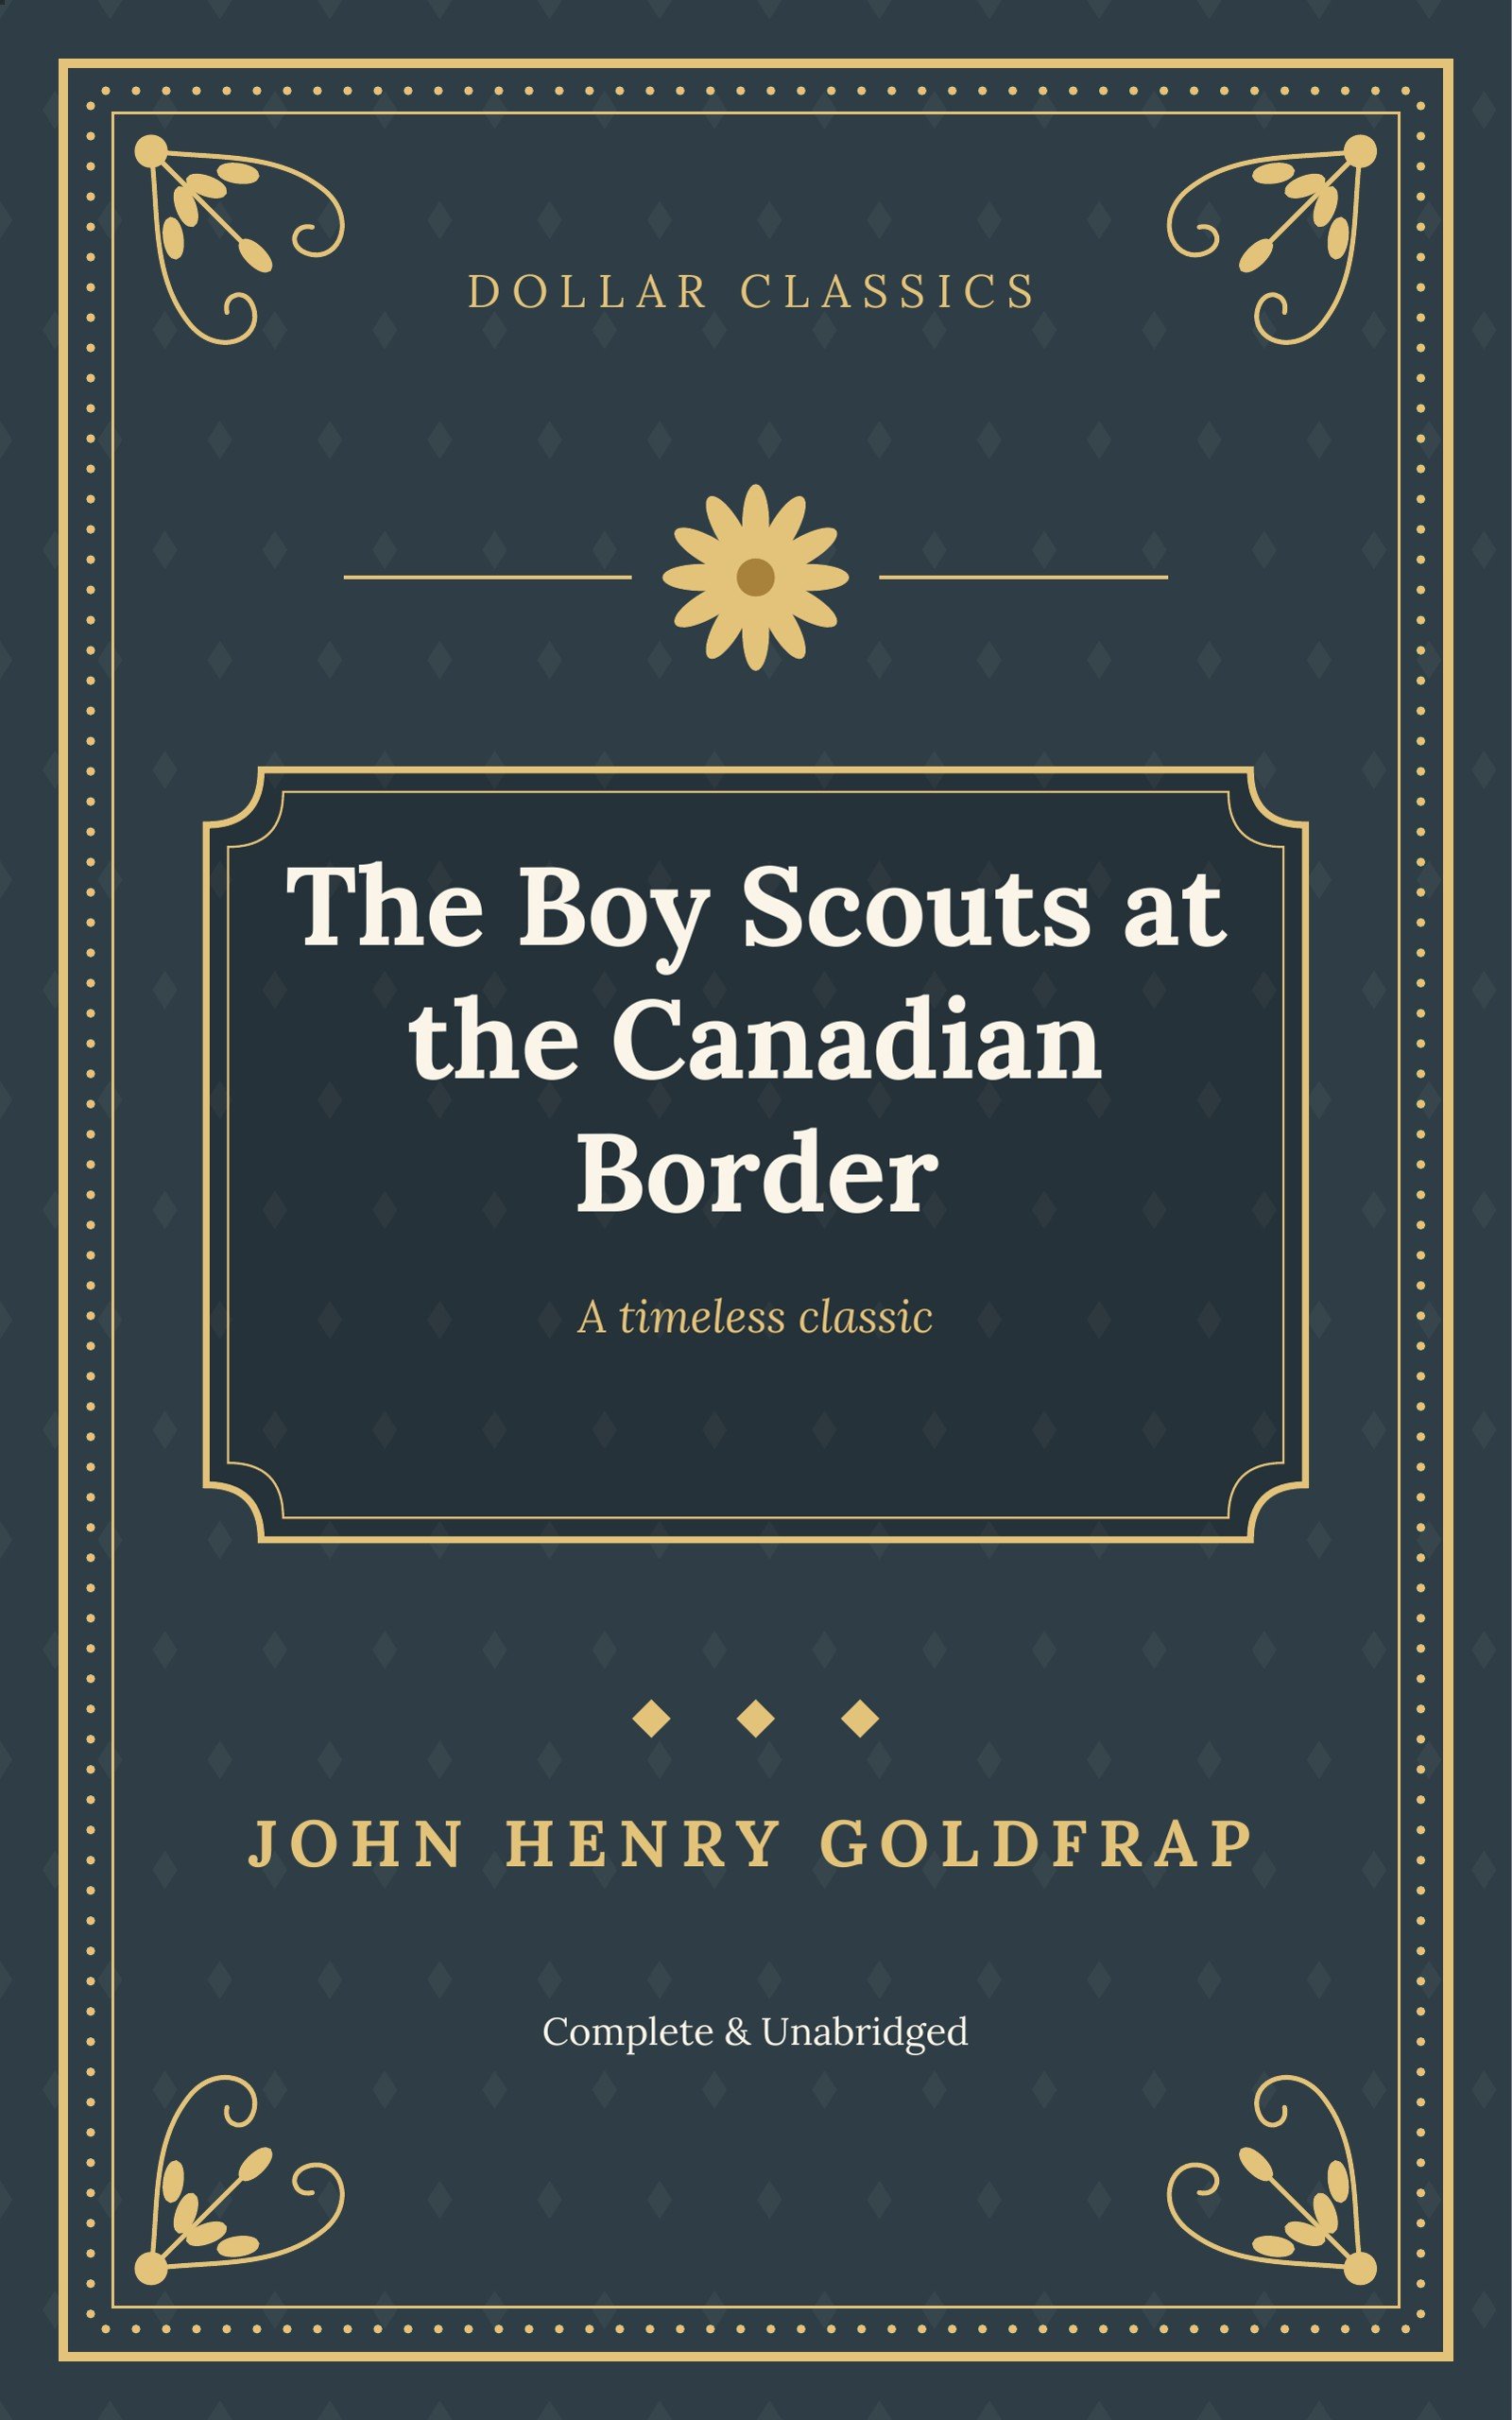 DOLLAR CLASSICS
The Boy Scouts at
the Canadian
Border
A timeless classic
JOHN HENRY GOLDFRAP
Complete & Unabridged